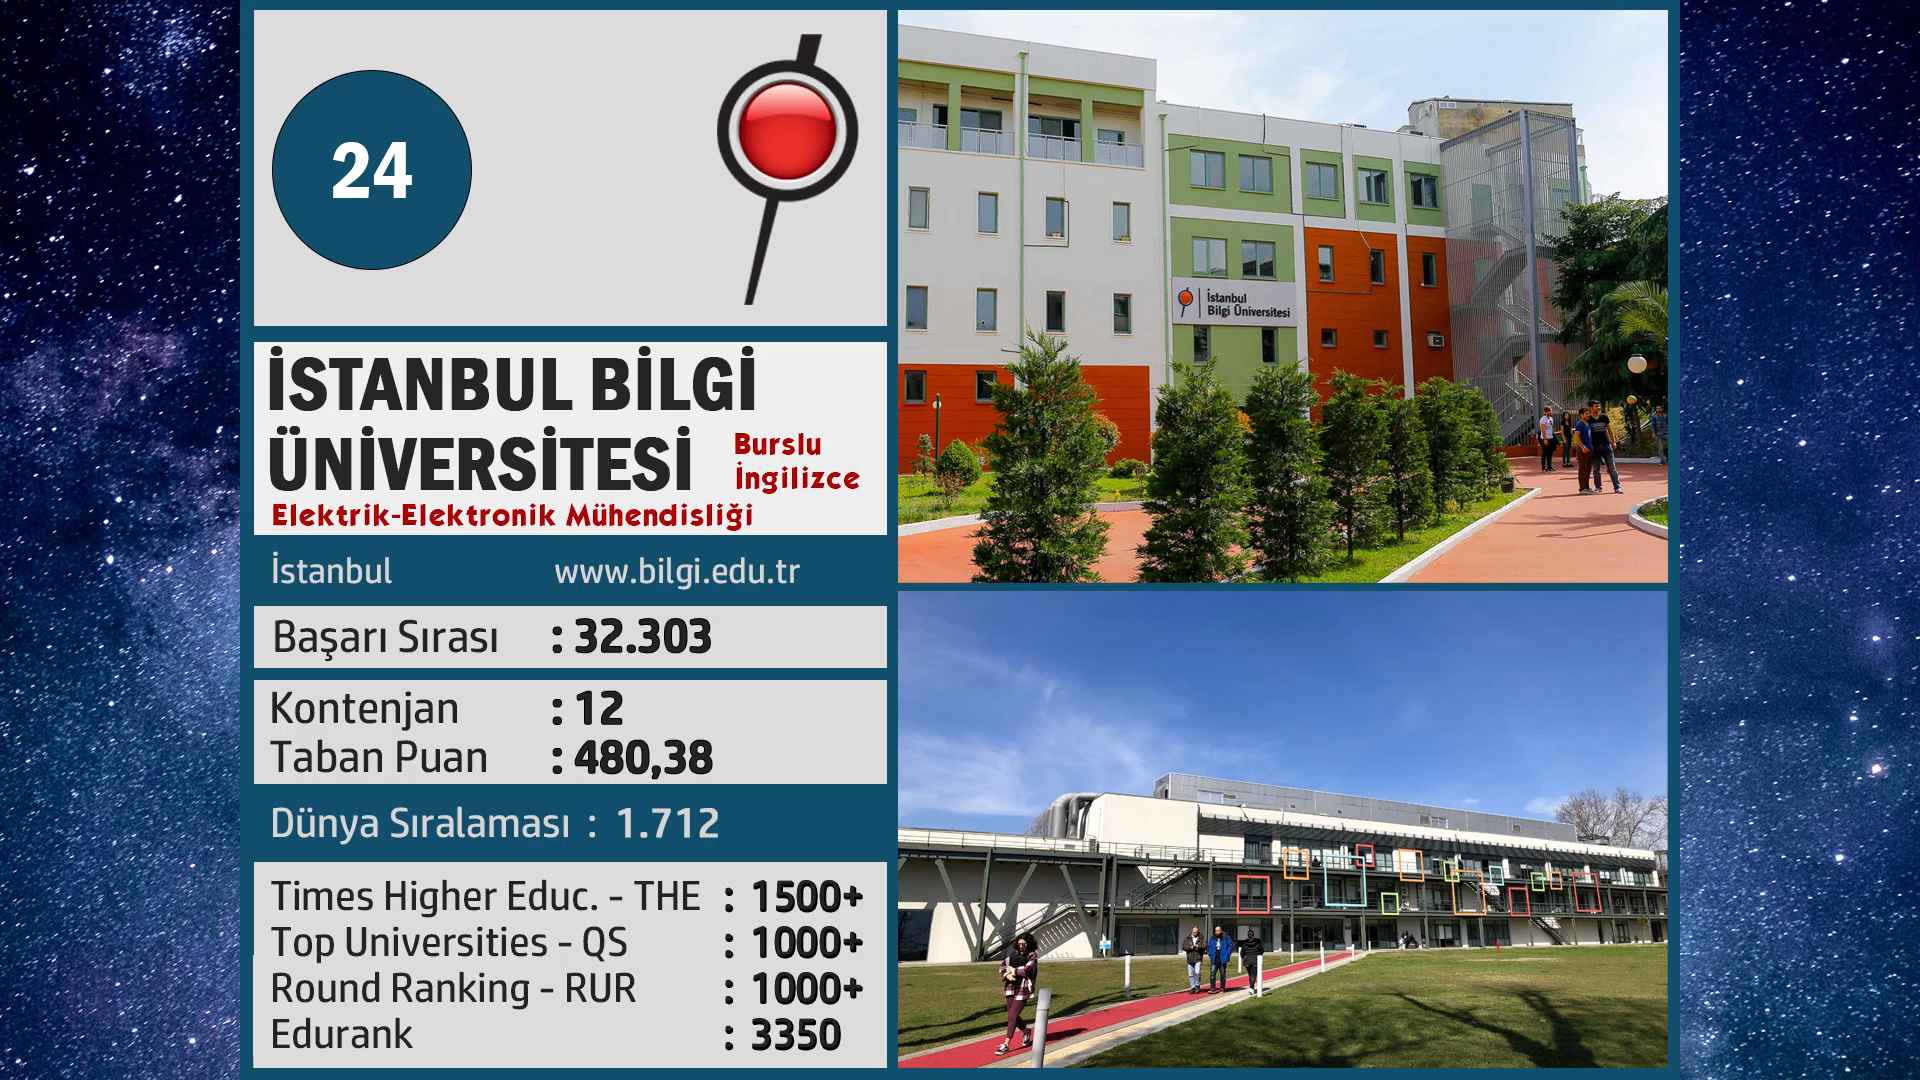 24
İSTANBUL BİLGİ
ÜNİVERSİTESİ
Burslu
İngilizce
Elektrik-Elektronik Mühendisliği
İstanbul www.bilgi.edu.tr
Başarı Sırası : 32.303
Kontenjan : 12
Taban Puan : 480,38
Dünya Sıralaması : 1.712
Times Higher Educ. - THE : 1500+
Top Universities - QS : 1000+
Round Ranking - RUR : 1000+
Edurank : 3350
İstanbul
Bilgi Üniversitesi